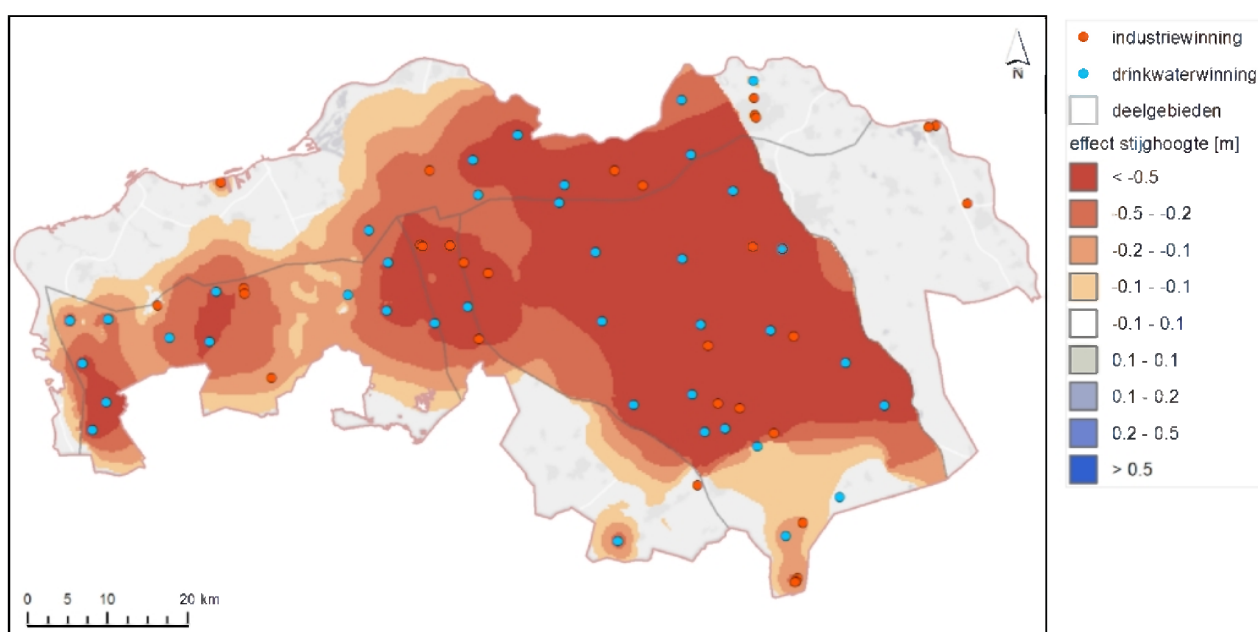 N
industriewinning
drinkwaterwinning
deelgebieden
effect stijghoogte [m]
< -0.5
-0.5 - -0.2
-0.2 - -0.1
-0.1 - -0.1
-0.1 - 0.1
0.1 - 0.1
0.1 - 0.2
0.2 - 0.5
> 0.5
0 5 10 20 km